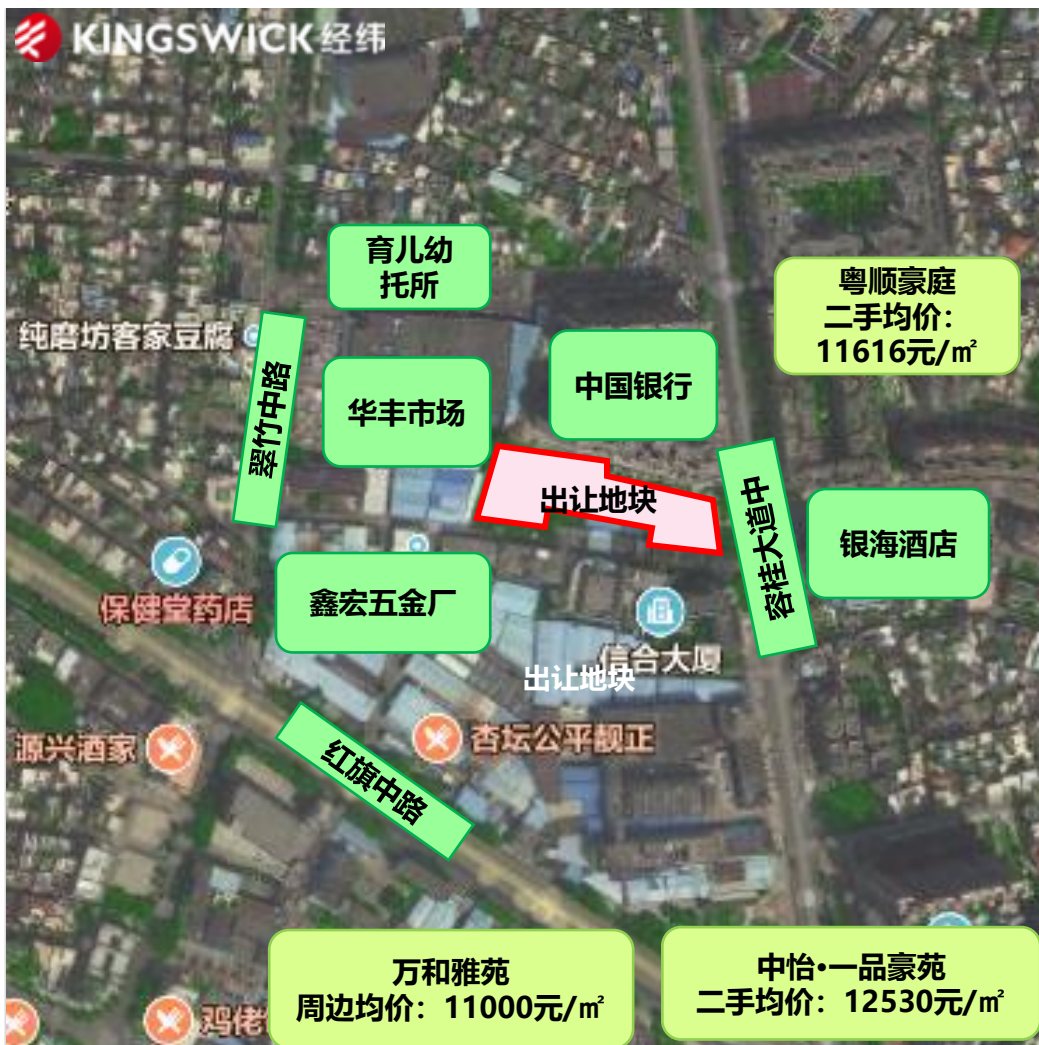 KINGSWICK 经纬
育儿幼
托所
粤顺豪庭
二手均价：
11616元/㎡
纯磨坊客家豆腐
翠竹中路
华丰市场
中国银行
出让地块
容桂大道中
银海酒店
保健堂药店
鑫宏五金厂
信合大厦
出让地块
源兴酒家
杏坛公平靓正
红旗中路
万和雅苑
周边均价：11000元/㎡
中怡•一品豪苑
二手均价：12530元/㎡
鸡佬